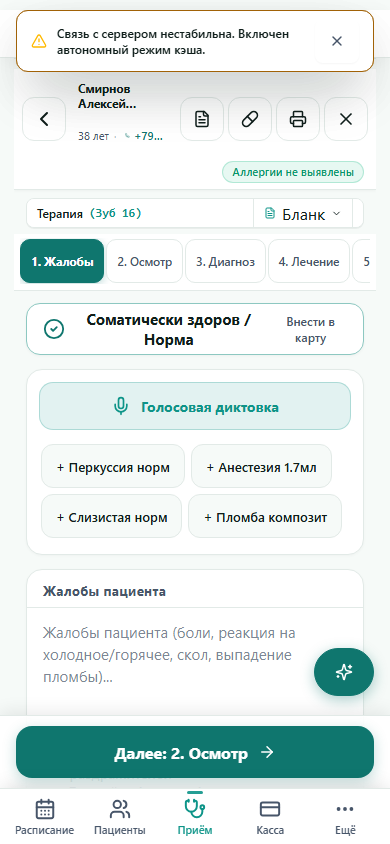 Связь с сервером нестабильна. Включен
автономный режим кэша.
Смирнов
Алексей...
38 лет · +79...
Аллергии не выявлены
Терапия (Зуб 16) Бланк
1. Жалобы 2. Осмотр 3. Диагноз 4. Лечение 5
Соматически здоров /
Норма
Внести в
карту
Голосовая диктовка
+ Перкуссия норм + Анестезия 1.7мл
+ Слизистая норм + Пломба композит
Жалобы пациента
Жалобы пациента (боли, реакция на
холодное/горячее, скол, выпадение
пломбы)...
Далее: 2. Осмотр →
Расписание Пациенты Приём Касса Ещё